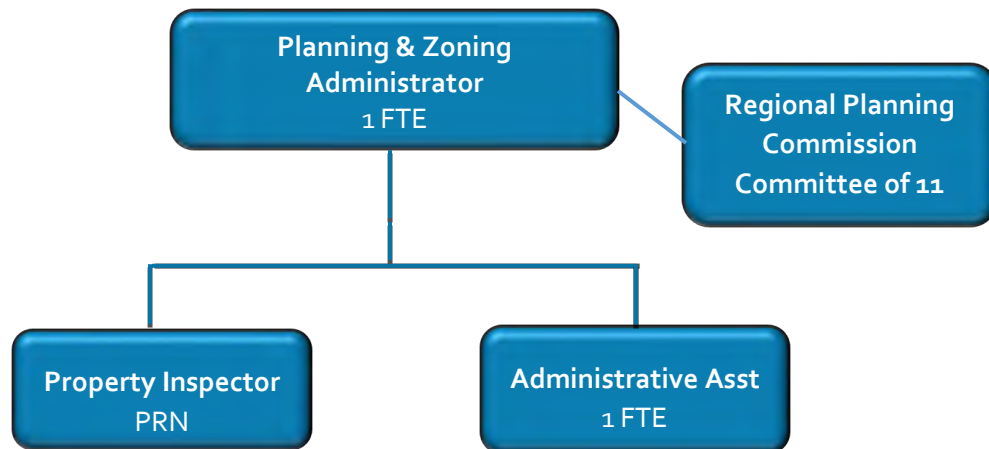 Planning & Zoning
Administrator
1 FTE
Regional Planning
Commission
Committee of 11
Property Inspector
PRN
Administrative Asst
1 FTE